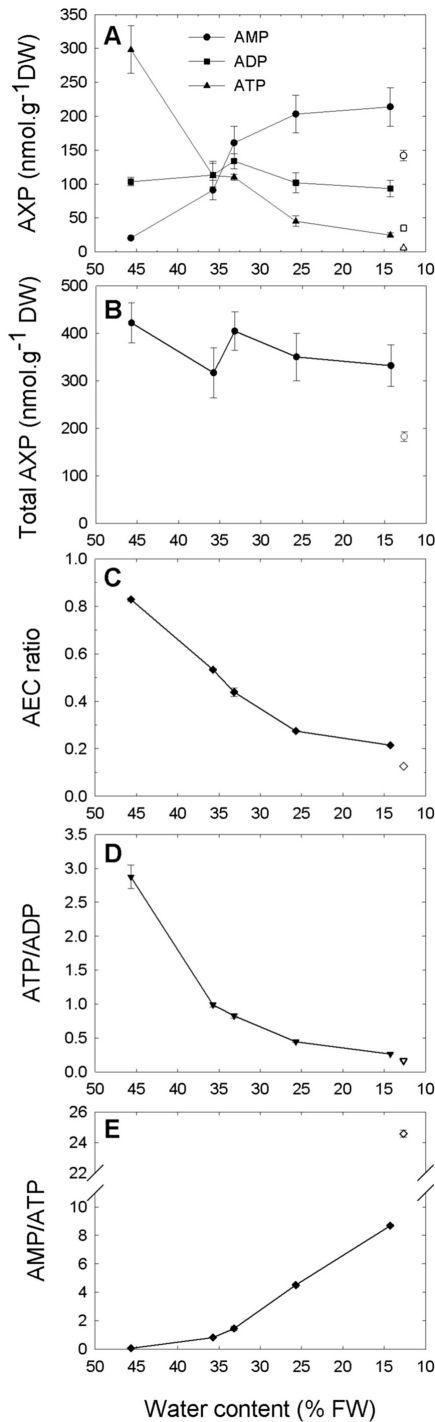 A
AMP
ADP
ATP
AXP (nmol.g⁻¹DW)
350
300
250
200
150
100
50
0
50 45 40 35 30 25 20 15 10
B
Total AXP (nmol.g⁻¹ DW)
500
400
300
200
100
0
50 45 40 35 30 25 20 15 10
C
AEC ratio
1.0
0.8
0.6
0.4
0.2
0.0
50 45 40 35 30 25 20 15 10
D
ATP/ADP
3.5
3.0
2.5
2.0
1.5
1.0
0.5
0.0
50 45 40 35 30 25 20 15 10
E
AMP/ATP
26
24
22
10
8
6
4
2
0
50 45 40 35 30 25 20 15 10
Water content (% FW)